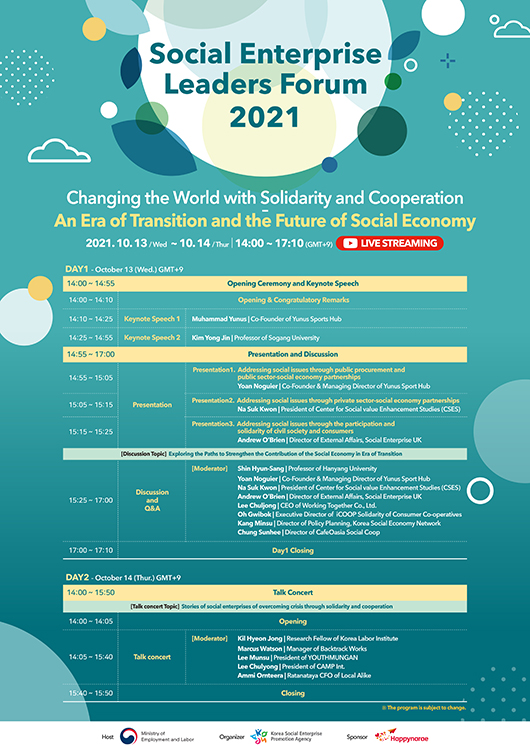 Social Enterprise
Leaders Forum
2021
Changing the World with Solidarity and Cooperation
An Era of Transition and the Future of Social Economy
2021. 10. 13 / Wed ~ 10. 14 / Thur | 14:00 ~ 17:10 (GMT+9) LIVE STREAMING
DAY1 - October 13 (Wed.) GMT+9
14:00 ~ 14:55 Opening Ceremony and Keynote Speech
14:00 ~ 14:10 Opening & Congratulatory Remarks
14:10 ~ 14:25 Keynote Speech 1 Muhammad Yunus | Co-Founder of Yunus Sports Hub
14:25 ~ 14:55 Keynote Speech 2 Kim Yong Jin | Professor of Sogang University
14:55 ~ 17:00 Presentation and Discussion
Presentation1. Addressing social issues through public procurement and
14:55 ~ 15:05 public sector-social economy partnerships
Yoan Noguier | Co-Founder & Managing Director of Yunus Sport Hub
Presentation2. Addressing social issues through private sector-social economy partnerships
15:05 ~ 15:15 Presentation Na Suk Kwon | President of Center for Social value Enhancement Studies (CSES)
Presentation3. Addressing social issues through the participation and
15:15 ~ 15:25 solidarity of civil society and consumers
Andrew O'Brien | Director of External Affairs, Social Enterprise UK
[Discussion Topic] Exploring the Paths to Strengthen the Contribution of the Social Economy in Era of Transition
[Moderator] Shin Hyun-Sang | Professor of Hanyang University
Yoan Noguier | Co-Founder & Managing Director of Yunus Sport Hub
Na Suk Kwon | President of Center for Social value Enhancement Studies (CSES)
15:25 ~ 17:00 Discussion and Q&A Andrew O'Brien | Director of External Affairs, Social Enterprise UK
Lee Chuljong | CEO of Working Together Co., Ltd.
Oh Gwibok | Executive Director of iCOOP Solidarity of Consumer Co-operatives
Kang Minsu | Director of Policy Planning, Korea Social Economy Network
Chung Sunhee | Director of CafeOasia Social Coop
17:00 ~ 17:10 Day1 Closing
DAY2 - October 14 (Thur.) GMT+9
14:00 ~ 15:50 Talk Concert
[Talk concert Topic] Stories of social enterprises of overcoming crisis through solidarity and cooperation
14:00 ~ 14:05 Opening
[Moderator] Kil Hyeon Jong | Research Fellow of Korea Labor Institute
Marcus Watson | Manager of Backtrack Works
14:05 ~ 15:40 Talk concert Lee Munsu | President of YOUTHMUNGAN
Lee Chulyong | President of CAMP Int.
Ammi Ornteera | Ratanataya CFO of Local Alike
15:40 ~ 15:50 Closing
※ The program is subject to change.
Host Ministry of Employment and Labor Organizer Korea Social Enterprise Promotion Agency Sponsor Happynarae